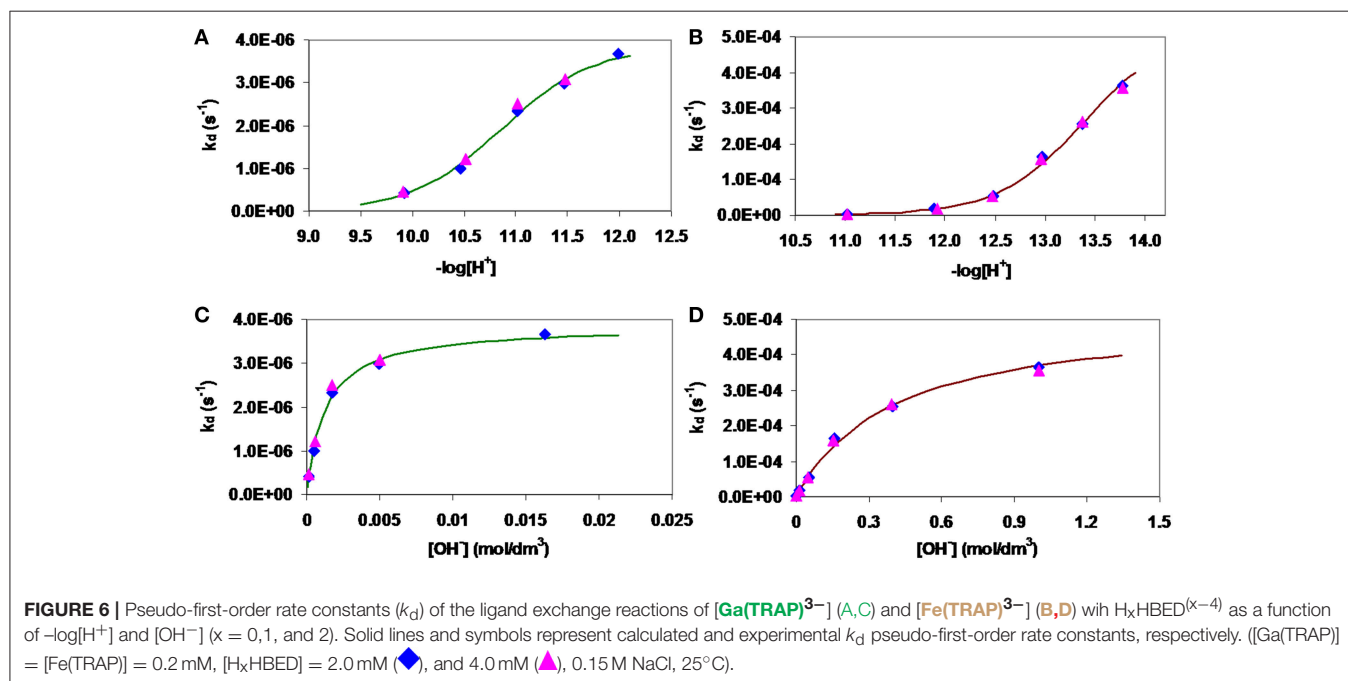 A
4.0E-06
3.0E-06
2.0E-06
1.0E-06
0.0E+00
kd (s-1)
9.0 9.5 10.0 10.5 11.0 11.5 12.0 12.5
-log[H+]
B
5.0E-04
4.0E-04
3.0E-04
2.0E-04
1.0E-04
0.0E+00
kd (s-1)
10.5 11.0 11.5 12.0 12.5 13.0 13.5 14.0
-log[H+]
C
4.0E-06
3.0E-06
2.0E-06
1.0E-06
0.0E+00
kd (s-1)
0 0.005 0.01 0.015 0.02 0.025
[OH-] (mol/dm3)
D
5.0E-04
4.0E-04
3.0E-04
2.0E-04
1.0E-04
0.0E+00
kd (s-1)
0 0.3 0.6 0.9 1.2 1.5
[OH-] (mol/dm3)
FIGURE 6 | Pseudo-first-order rate constants (kd) of the ligand exchange reactions of [Ga(TRAP)3−] (A,C) and [Fe(TRAP)3−] (B,D) wih HxHBED(x−4) as a function
of –log[H+] and [OH−] (x = 0,1, and 2). Solid lines and symbols represent calculated and experimental kd pseudo-first-order rate constants, respectively. ([Ga(TRAP)]
= [Fe(TRAP)] = 0.2 mM, [HxHBED] = 2.0 mM (◆), and 4.0 mM (▲), 0.15 M NaCl, 25°C).